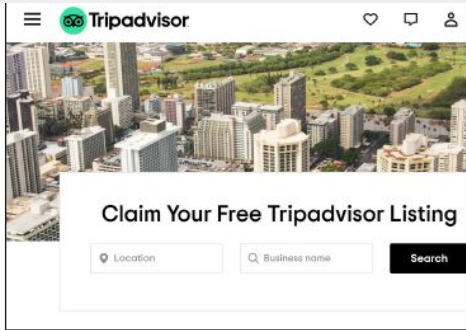 Tripadvisor
Claim Your Free Tripadvisor Listing
Location
Business name
Search